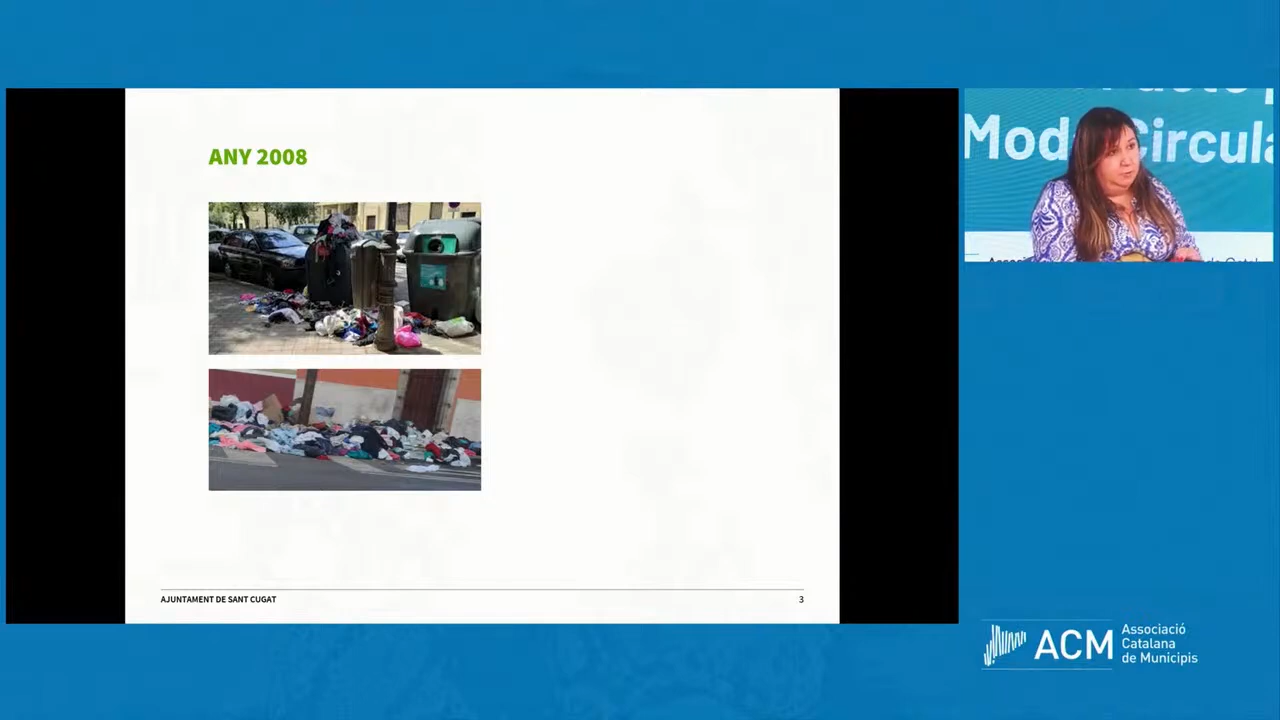 ANY 2008
AJUNTAMENT DE SANT CUGAT
3
Moda Circula
ACM
Associació
Catalana
de Municipis